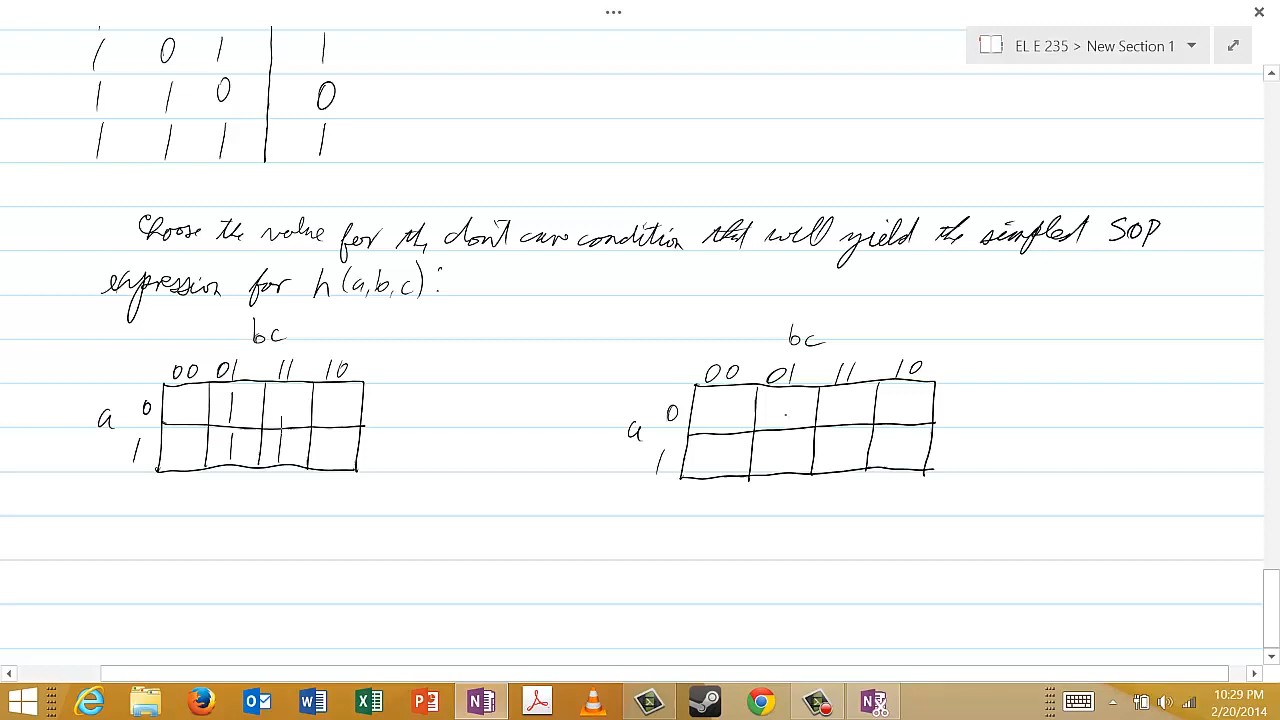 ...
EL E 235 > New Section 1
1 0 1 | 1
1 1 0 | 0
1 1 1 | 1
Choose the value for the don't care condition that will yield the simplest SOP
expression for h(a,b,c):
bc
00 01 11 10
a 0 1
1 1 1
bc
00 01 11 10
a 0
1
10:29 PM
2/20/2014